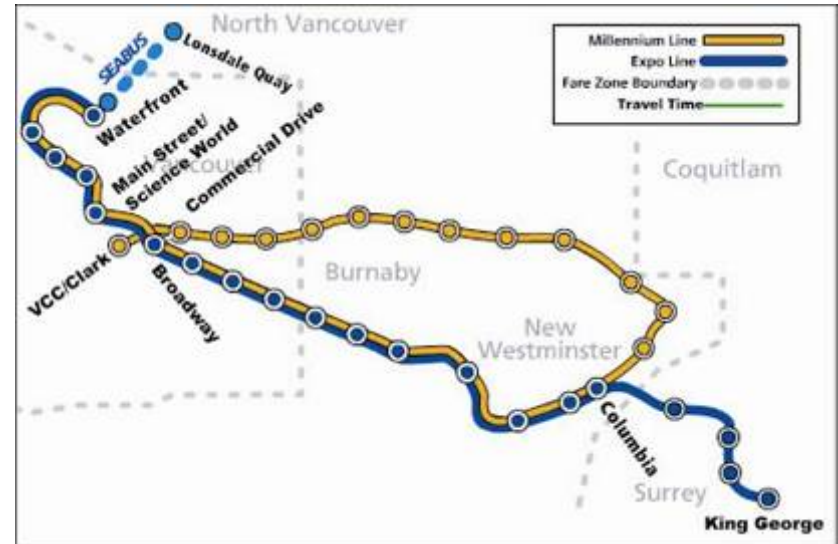 North Vancouver
SEABUS
Lonsdale Quay
Waterfront
Main Street/
Science World
Vancouver
Commercial Drive
Millennium Line
Expo Line
Fare Zone Boundary
Travel Time
Coquitlam
VCC/Clark
Broadway
Burnaby
New
Westminster
Columbia
Surrey
King George